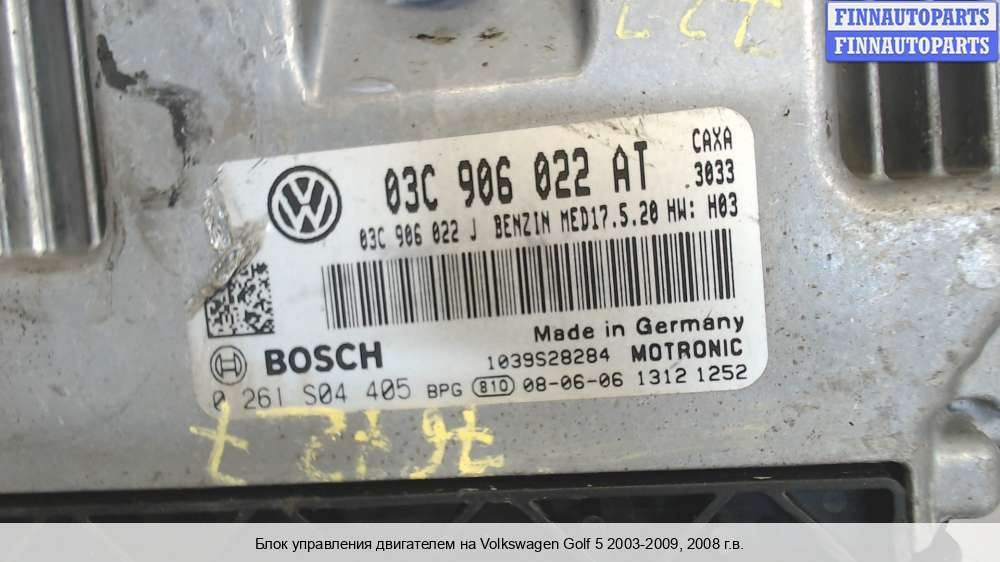 FINNAUTOPARTS
FINNAUTOPARTS
03C 906 022 AT
CAXA
3033
03C 906 022 J BENZIN MED17.5.20 HW: H03
Made in Germany
BOSCH
1039S28284 MOTRONIC
0 261 S04 405 BPG 810 08-06-06 1312 1252
Блок управления двигателем на Volkswagen Golf 5 2003-2009, 2008 г.в.